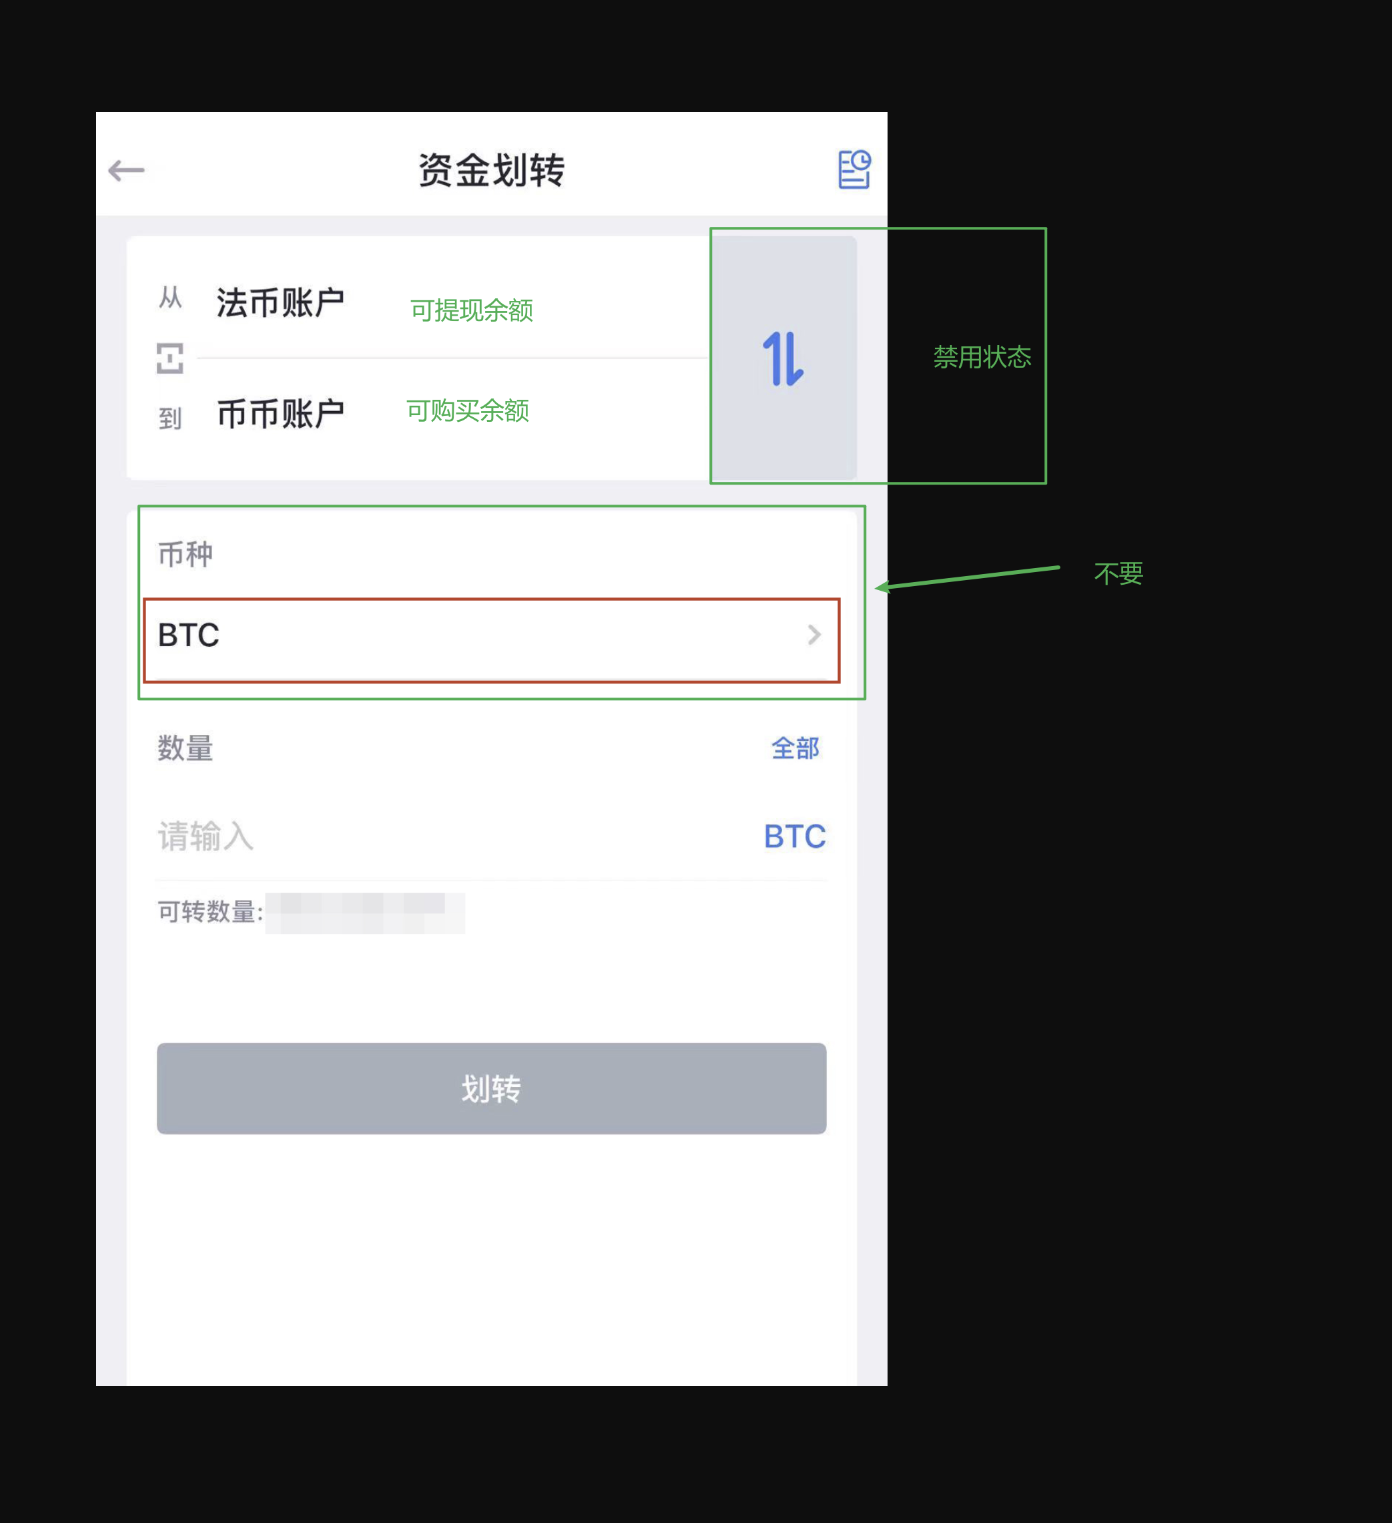 资金划转
从 法币账户 可提现余额
禁用状态
到 币币账户 可购买余额
币种
不要
BTC
数量 全部
请输入 BTC
可转数量:
划转